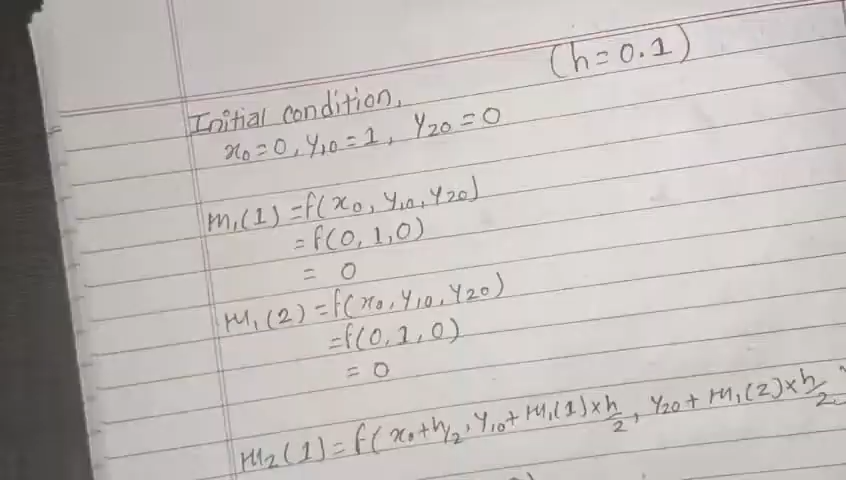 (h=0.1)
Initial condition,
x₀=0, y₁₀=1, y₂₀=0
m₁(1) =f(x₀, y₁₀, y₂₀)
=f(0, 1, 0)
= 0
m₁(2) =f(x₀, y₁₀, y₂₀)
=f(0, 1, 0)
= 0
m₂(1) = f(x₀+h/2, y₁₀+m₁(1)×h/2, y₂₀+m₁(2)×h/2